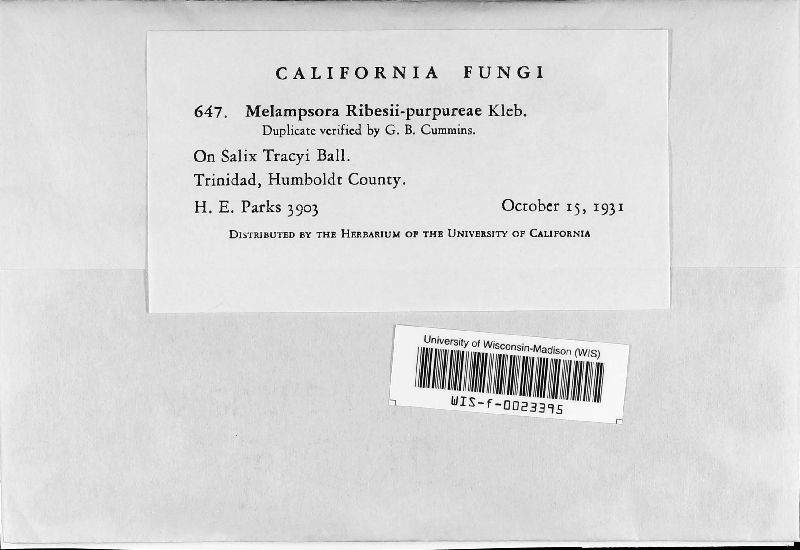 CALIFORNIA FUNGI
647. Melampsora Ribesii-purpureae Kleb.
Duplicate verified by G. B. Cummins.
On Salix Tracyi Ball.
Trinidad, Humboldt County.
H. E. Parks 3903 October 15, 1931
Distributed by the Herbarium of the University of California
University of Wisconsin-Madison (WIS)
WIS-f-0023395